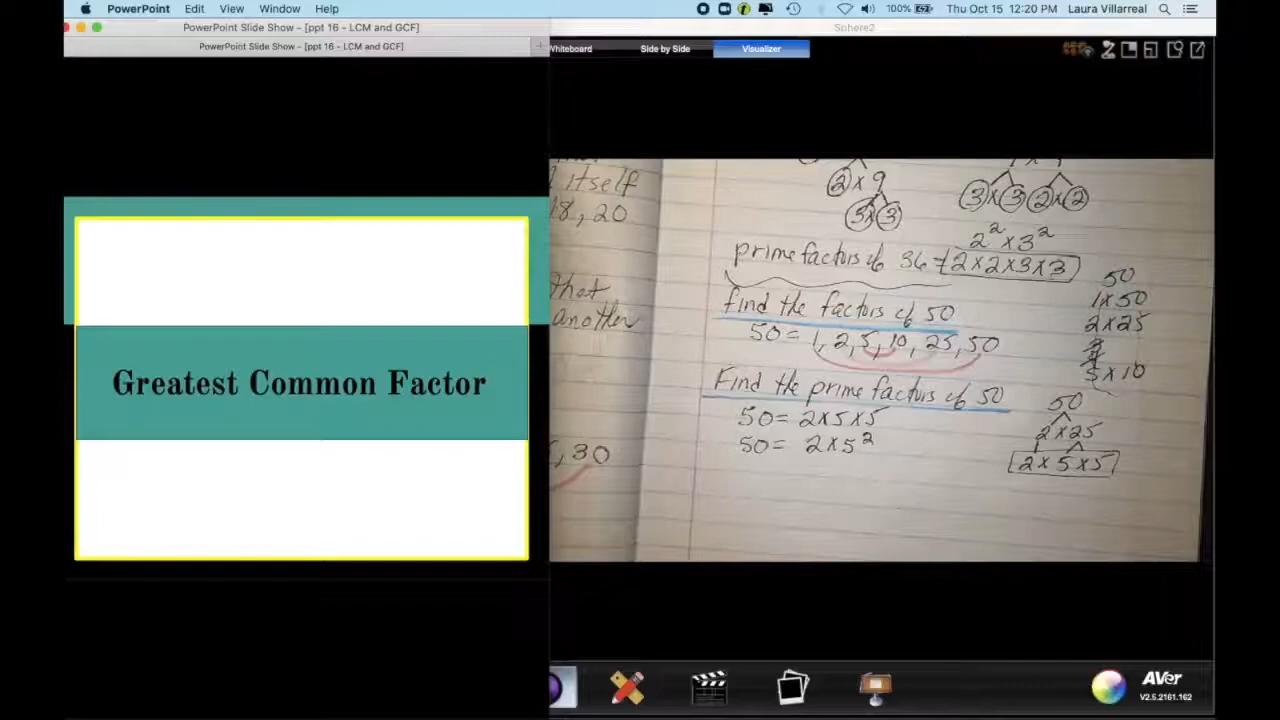 PowerPoint Edit View Window Help
100% Thu Oct 15 12:20 PM Laura Villarreal
PowerPoint Slide Show – [ppt 16 - LCM and GCF]
PowerPoint Slide Show – [ppt 16 - LCM and GCF]
Sphere2
Whiteboard Side by Side Visualizer
Greatest Common Factor
itself
18, 20
that
another
, 30
2 x 9
3 x 3
3 x 3 2 x 2
2² x 3²
prime factors of 36 = 2 x 2 x 3 x 3
find the factors of 50
50 = 1, 2, 5, 10, 25, 50
Find the prime factors of 50
50 = 2 x 5 x 5
50 = 2 x 5²
50
1 x 50
2 x 25
5 x 10
50
2 x 25
2 x 5 x 5
AVer
V2.5.2161.162